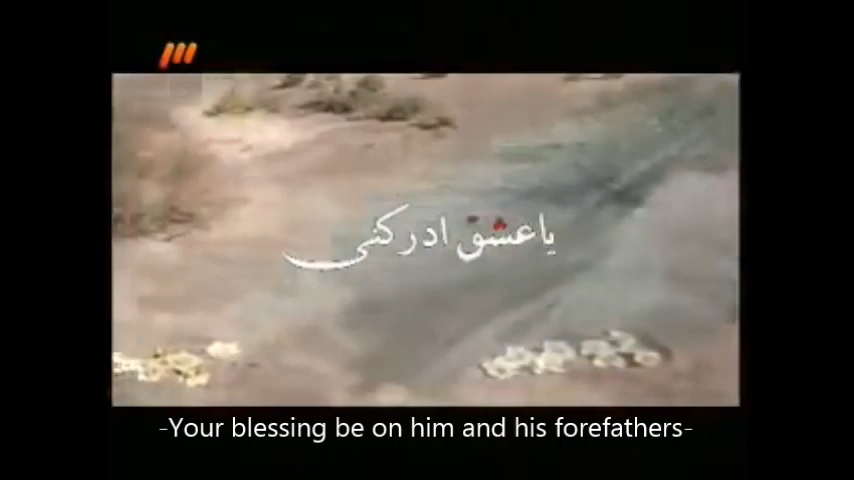 یا عشق ادرکنی
-Your blessing be on him and his forefathers-